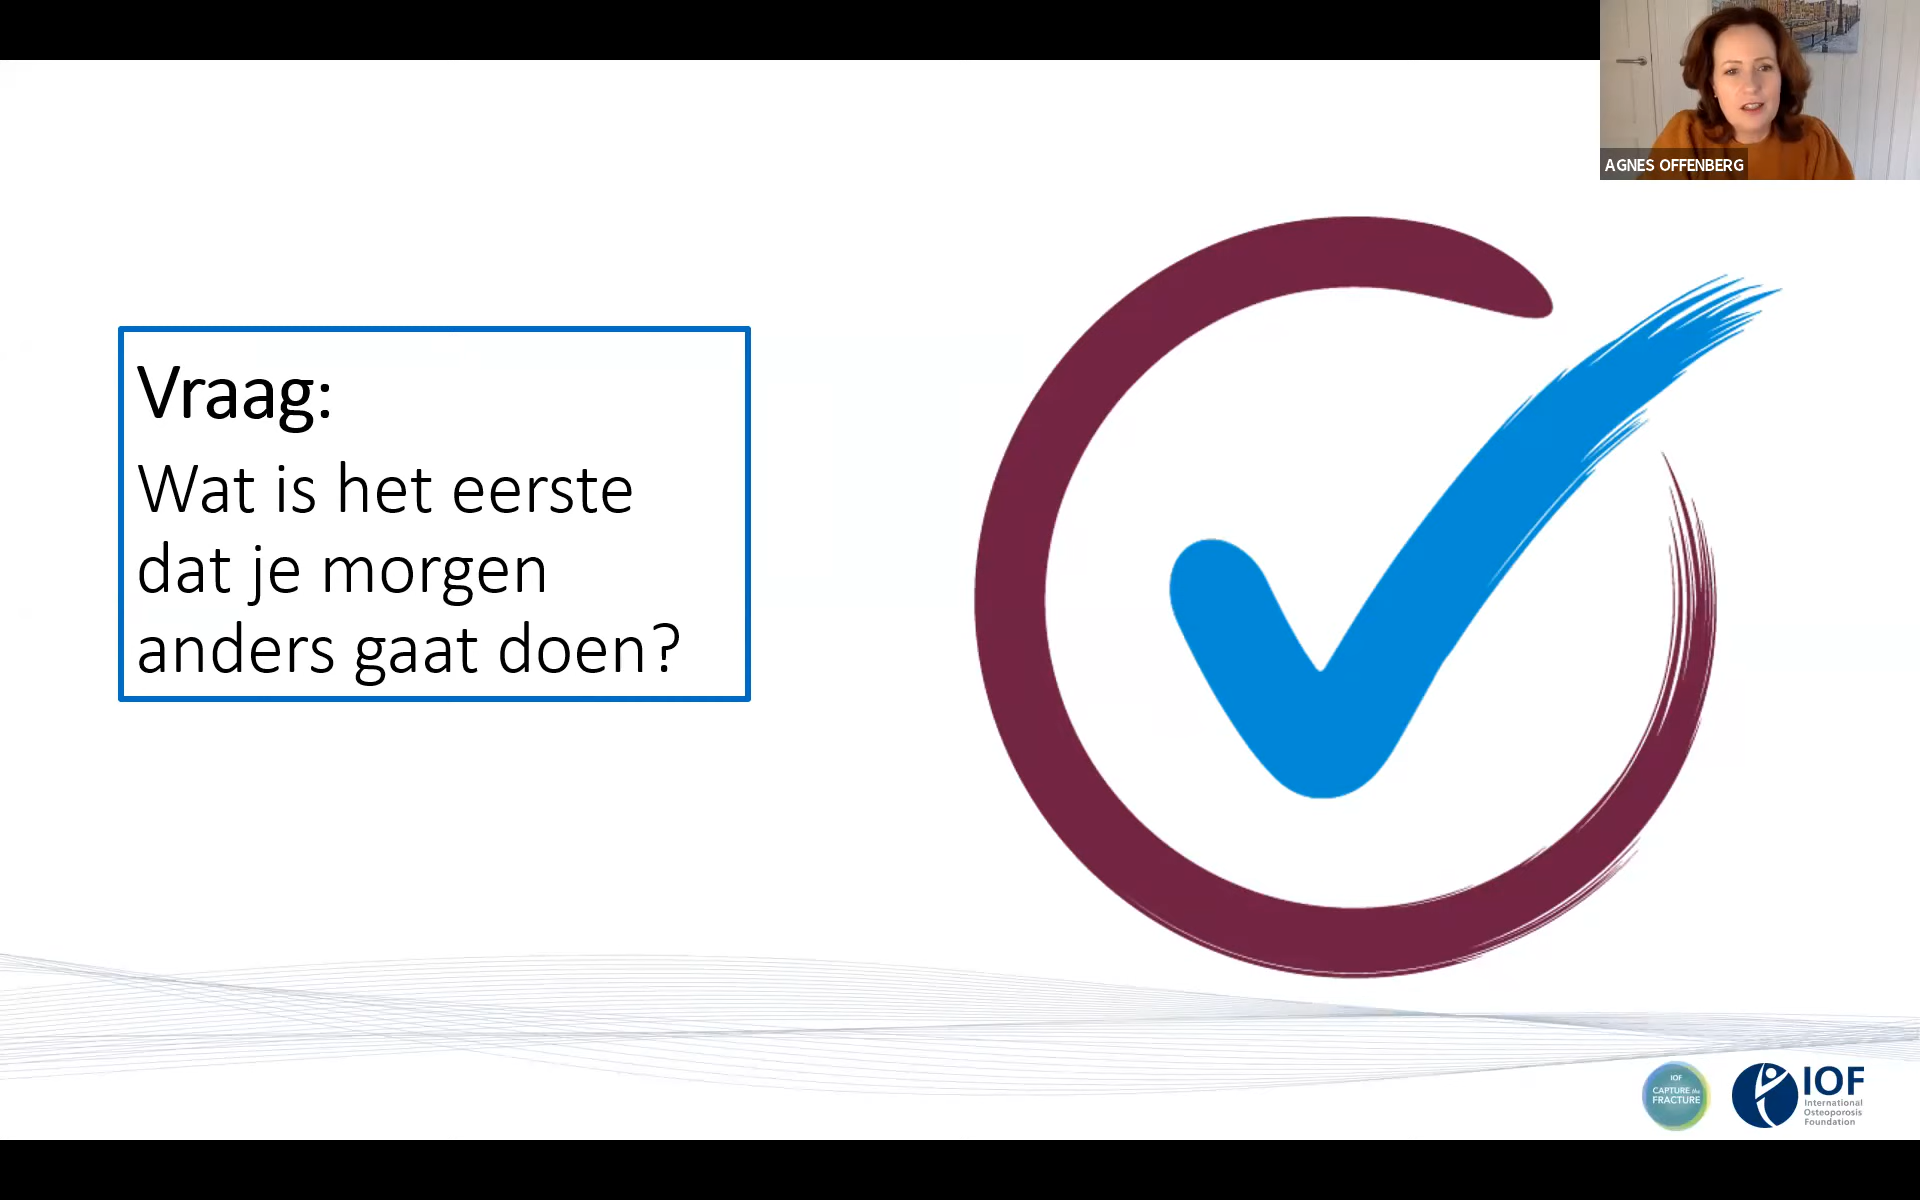 AGNES OFFENBERG
Vraag:
Wat is het eerste
dat je morgen
anders gaat doen?
IOF
CAPTURE the
FRACTURE
IOF
International
Osteoporosis
Foundation